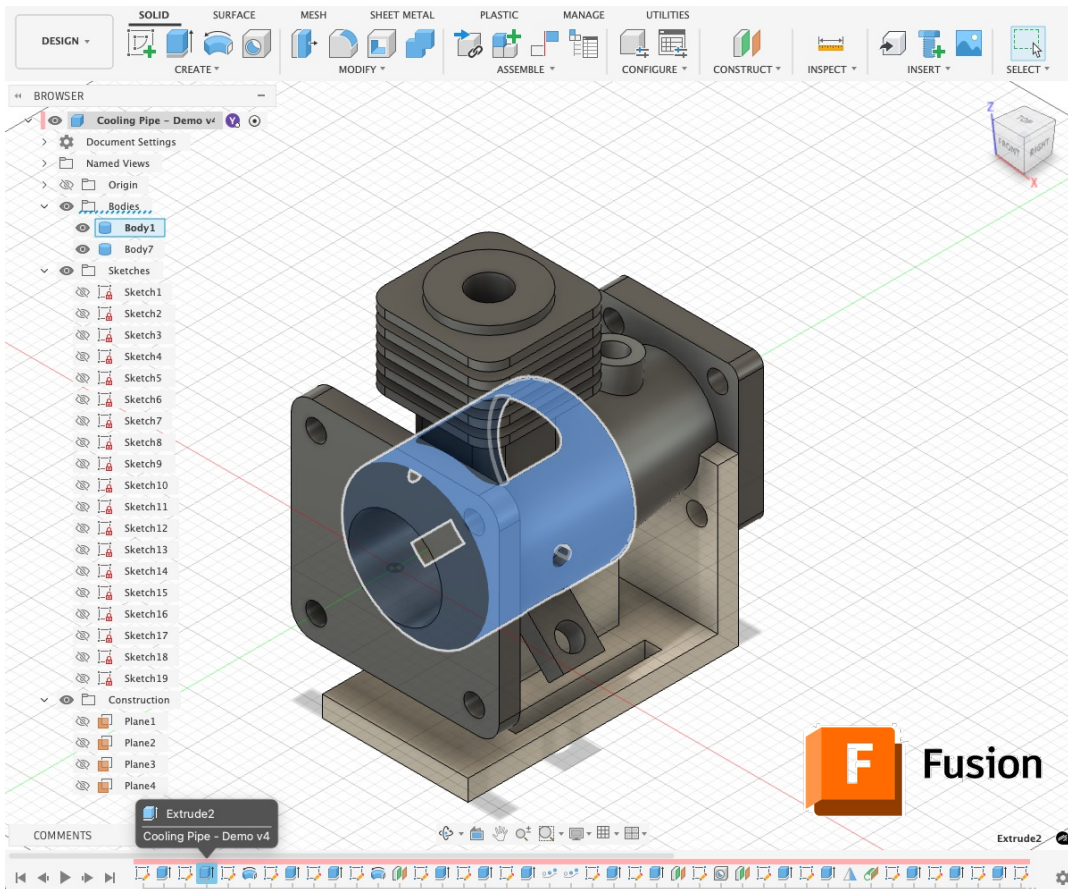 SOLID SURFACE MESH SHEET METAL PLASTIC MANAGE UTILITIES
DESIGN
CREATE MODIFY ASSEMBLE CONFIGURE CONSTRUCT INSPECT INSERT SELECT
BROWSER
Cooling Pipe - Demo v4
Document Settings
Named Views
Origin
Bodies
Body1
Body7
Sketches
Sketch1
Sketch2
Sketch3
Sketch4
Sketch5
Sketch6
Sketch7
Sketch8
Sketch9
Sketch10
Sketch11
Sketch12
Sketch13
Sketch14
Sketch15
Sketch16
Sketch17
Sketch18
Sketch19
Construction
Plane1
Plane2
Plane3
Plane4
Z
TOP
FRONT RIGHT
X
F Fusion
Extrude2
Cooling Pipe - Demo v4
COMMENTS
Extrude2